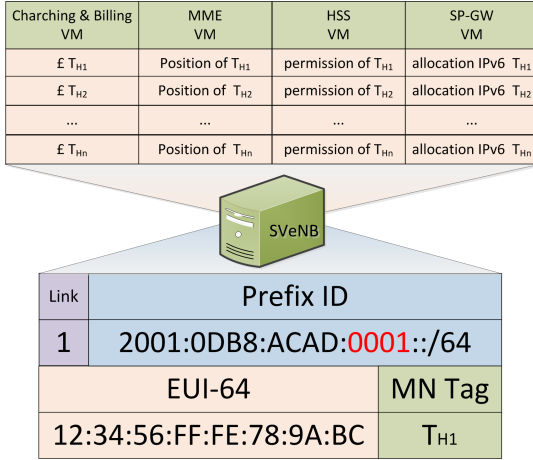 Charching & Billing VM MME VM HSS VM SP-GW VM
£ TH1 Position of TH1 permission of TH1 allocation IPv6 TH1
£ TH2 Position of TH2 permission of TH2 allocation IPv6 TH2
... ... ... ...
£ THn Position of THn permission of THn allocation IPv6 THn
SVeNB
Link Prefix ID
1 2001:0DB8:ACAD:0001::/64
EUI-64 MN Tag
12:34:56:FF:FE:78:9A:BC TH1